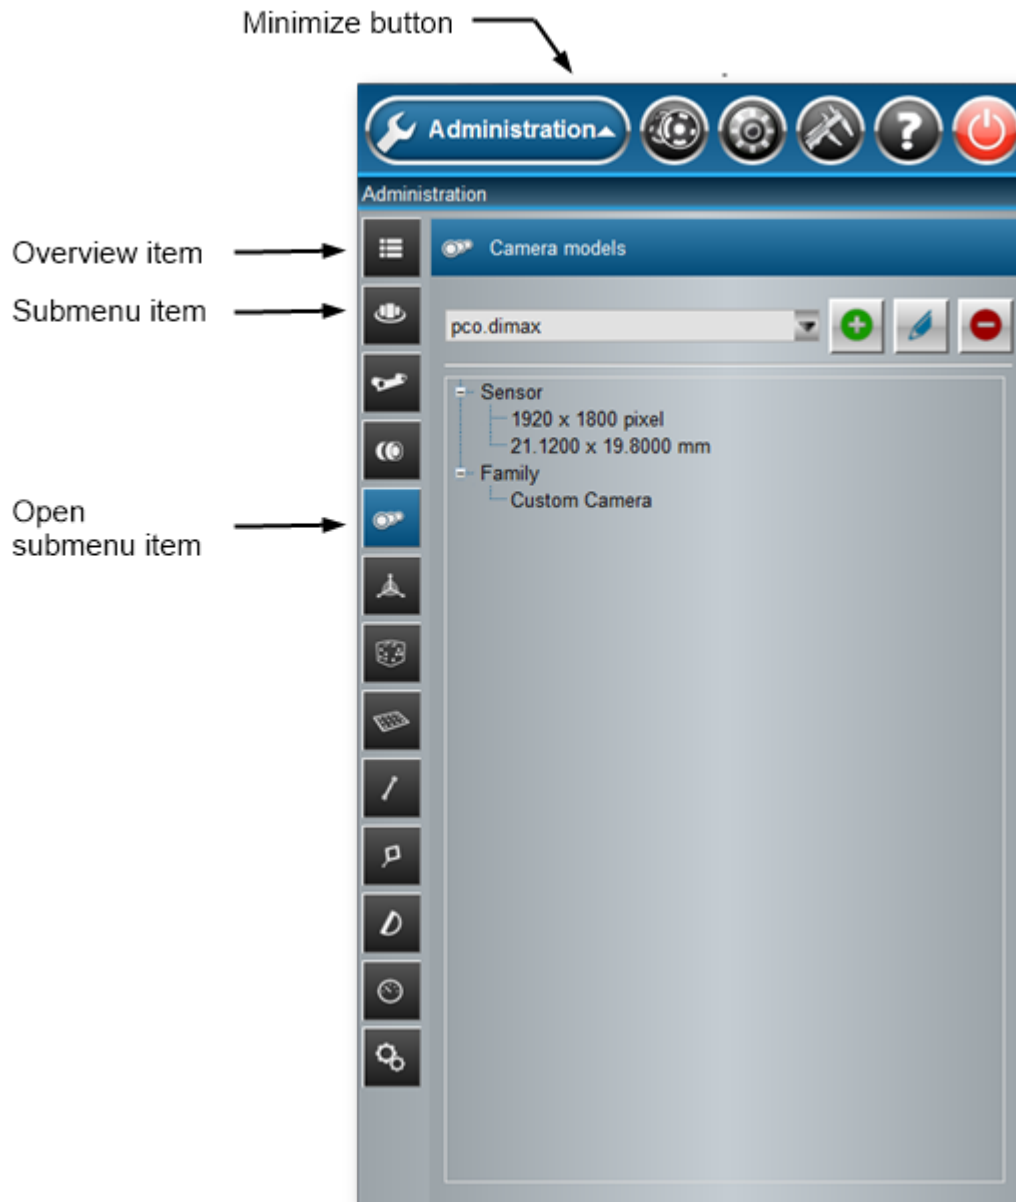 Minimize button
Administration
Administration
Overview item
Camera models
Submenu item
pco.dimax
Sensor
1920 x 1800 pixel
21.1200 x 19.8000 mm
Family
Custom Camera
Open
submenu item